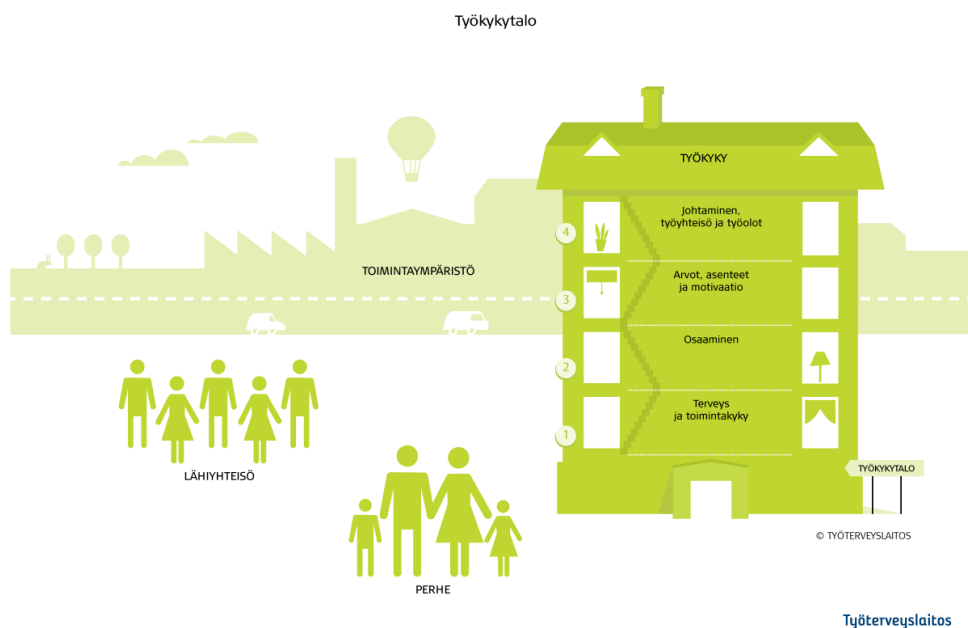 Työkykytalo
TYÖKYKY
4
Johtaminen,
työyhteisö ja työolot
TOIMINTAYMPÄRISTÖ
3
Arvot, asenteet
ja motivaatio
2
Osaaminen
1
Terveys
ja toimintakyky
LÄHIYHTEISÖ
TYÖKYKYTALO
© TYÖTERVEYSLAITOS
PERHE
Työterveyslaitos